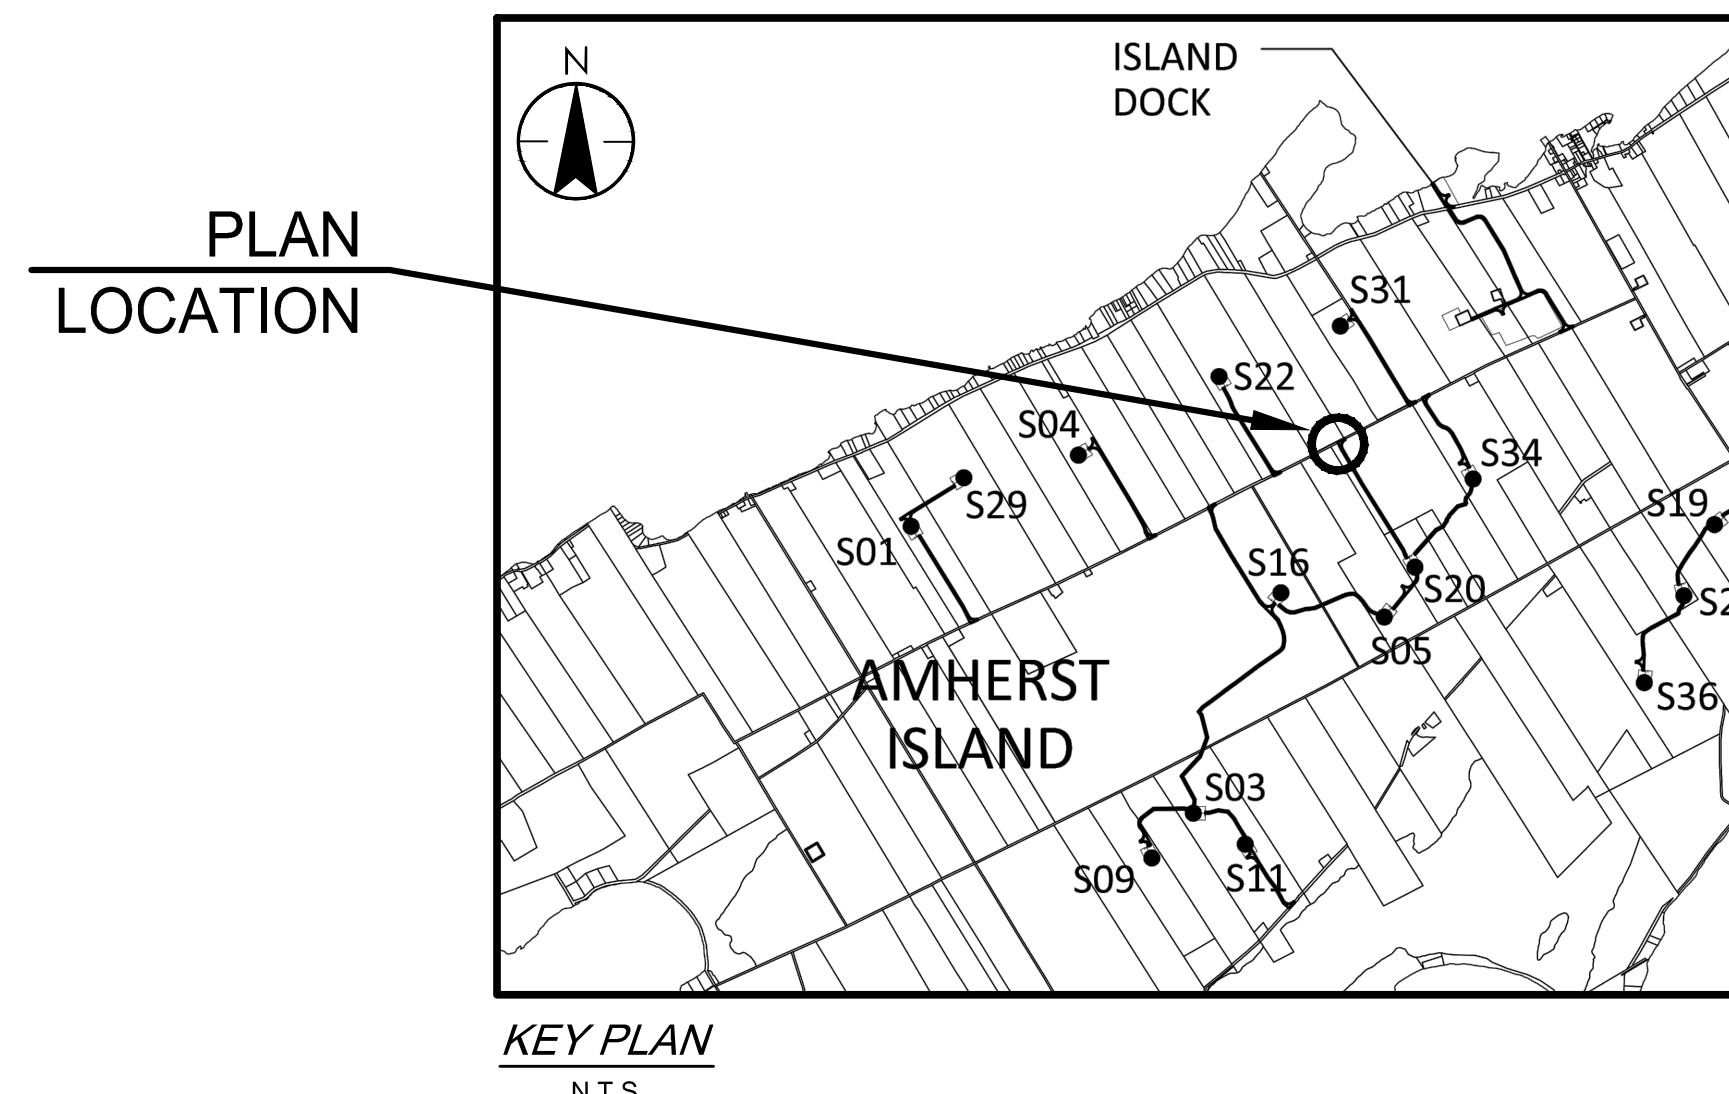 N
ISLAND
DOCK
PLAN
LOCATION
S31
S22
S04
S34
S29
S19
S01
S16
S20
S05
AMHERST
ISLAND
S36
S03
S09
S11
KEY PLAN
N.T.S.